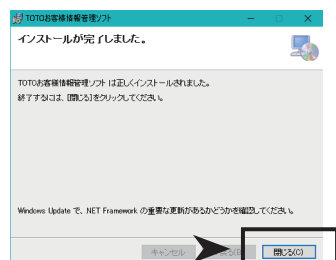 TOTOお客様情報管理ソフト
インストールが完了しました。
TOTOお客様情報管理ソフト は正しくインストールされました。
終了するには、[閉じる]をクリックしてください。
Windows Update で、.NET Framework の重要な更新があるかどうかを確認してください。
キャンセル
閉じる(C)